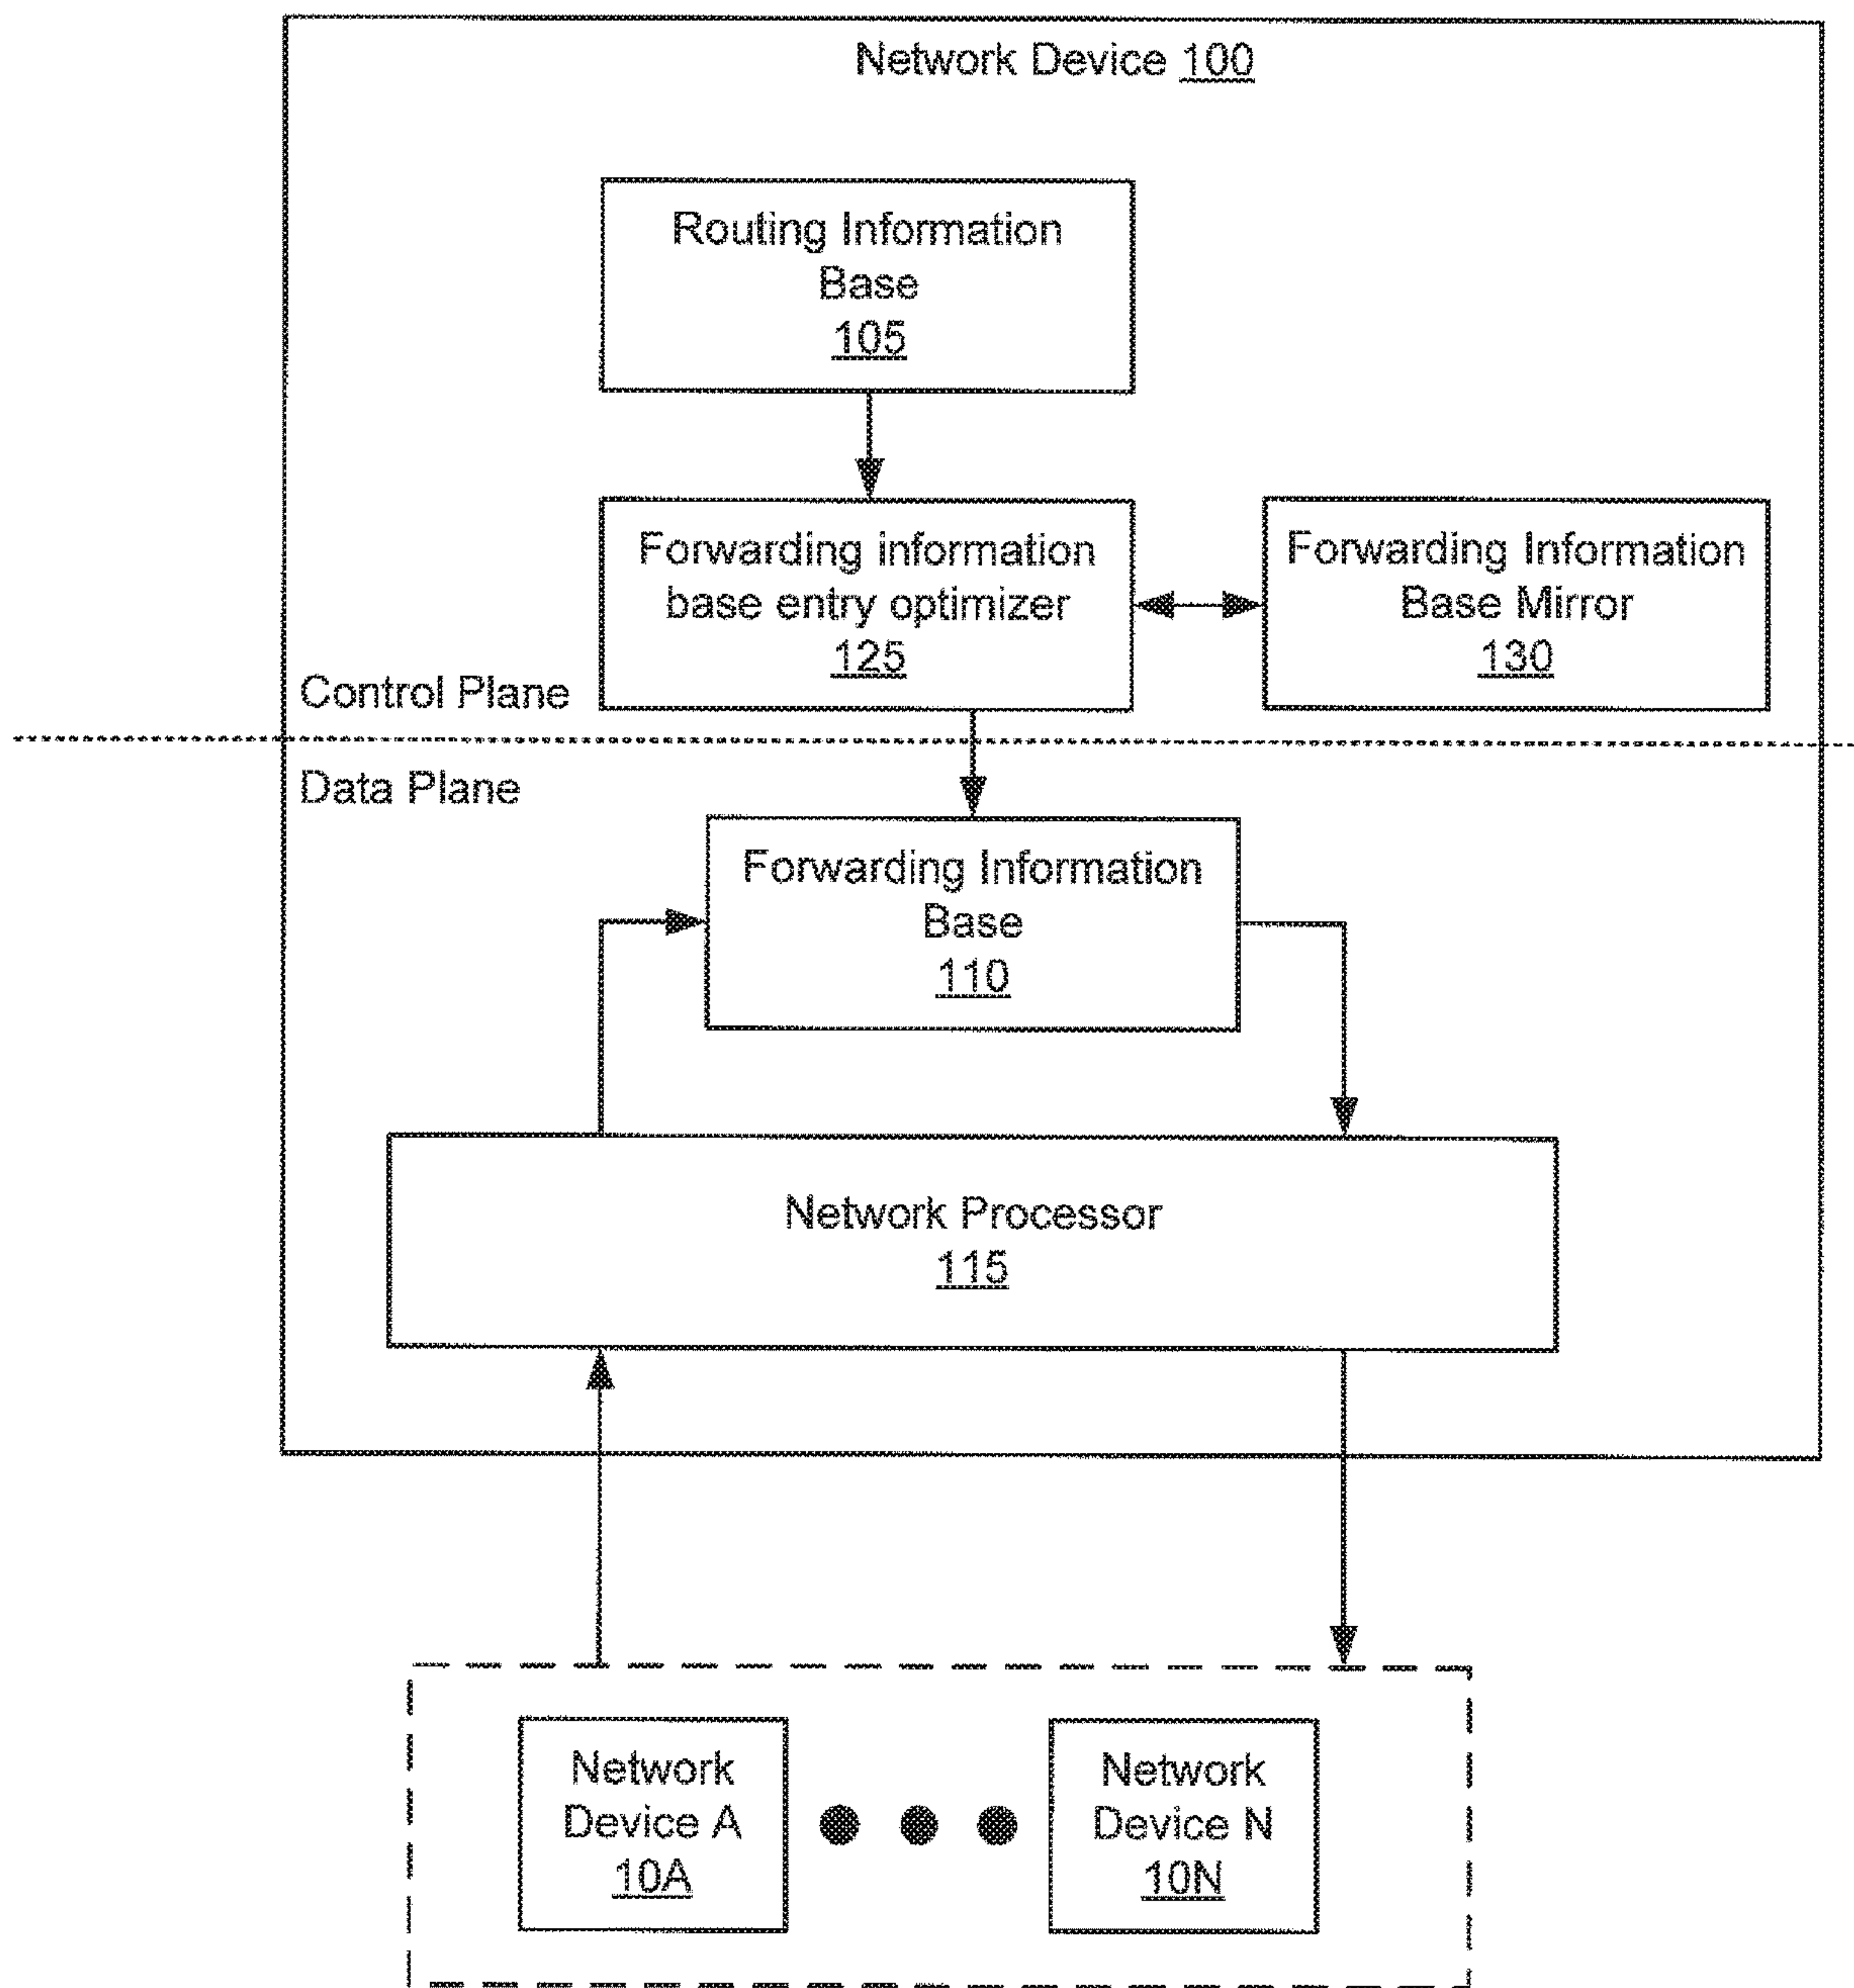 Network Device 100
Routing Information
Base
105
Forwarding information
base entry optimizer
125
Forwarding Information
Base Mirror
130
Control Plane
Data Plane
Forwarding Information
Base
110
Network Processor
115
Network
Device A
10A
Network
Device N
10N